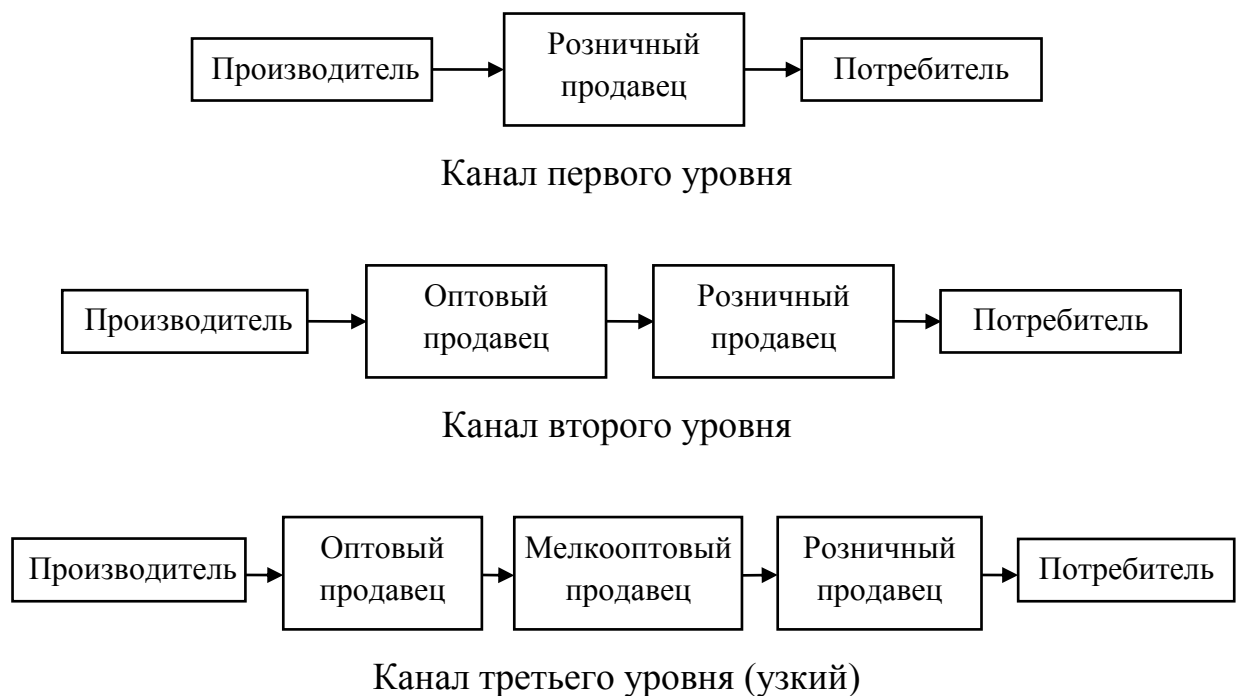 Производитель
Розничный
продавец
Потребитель
Канал первого уровня
Производитель
Оптовый
продавец
Розничный
продавец
Потребитель
Канал второго уровня
Производитель
Оптовый
продавец
Мелкооптовый
продавец
Розничный
продавец
Потребитель
Канал третьего уровня (узкий)